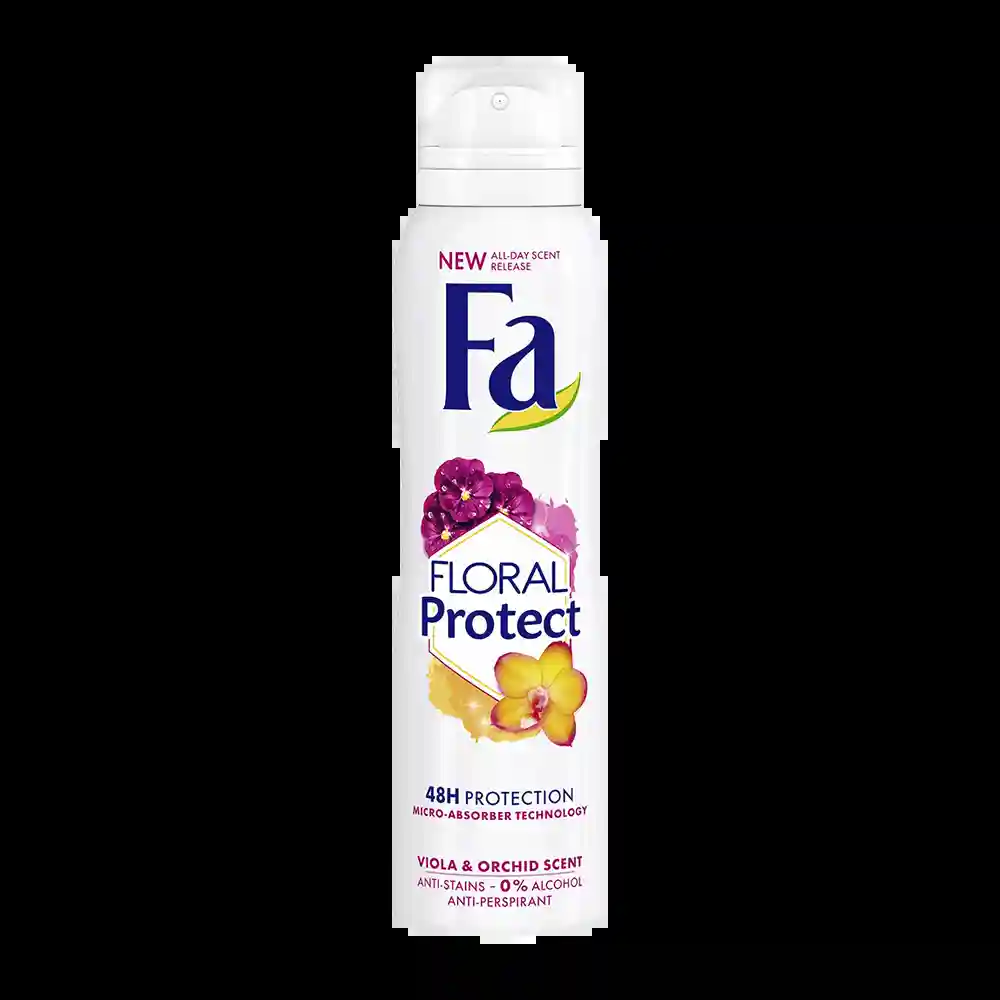 NEW ALL-DAY SCENT
RELEASE
Fa
FLORAL
Protect
48H PROTECTION
MICRO-ABSORBER TECHNOLOGY
VIOLA & ORCHID SCENT
ANTI-STAINS - 0% ALCOHOL
ANTI-PERSPIRANT